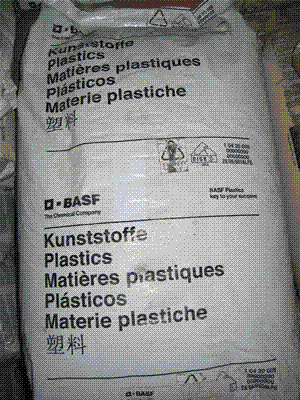 BASF
Kunststoffe
Plastics
Matières plastiques
Plásticos
Materie plastiche
塑料
BASF
The Chemical Company
BASF Plastics
key to your success
Kunststoffe
Plastics
Matières plastiques
Plásticos
Materie plastiche
塑料
BASF